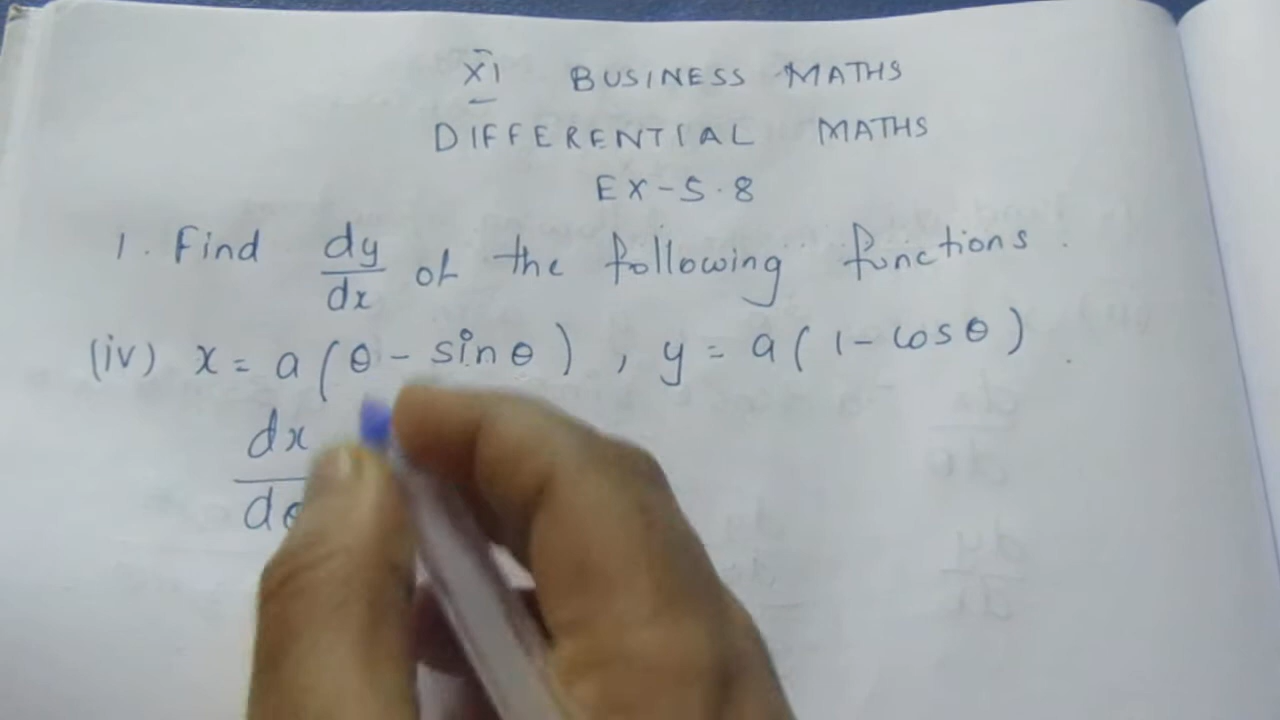 XI BUSINESS MATHS
DIFFERENTIAL MATHS
EX-5.8
1. Find dy/dx of the following functions.
(iv) x = a(θ - sinθ), y = a(1 - cosθ)
dx/dθ